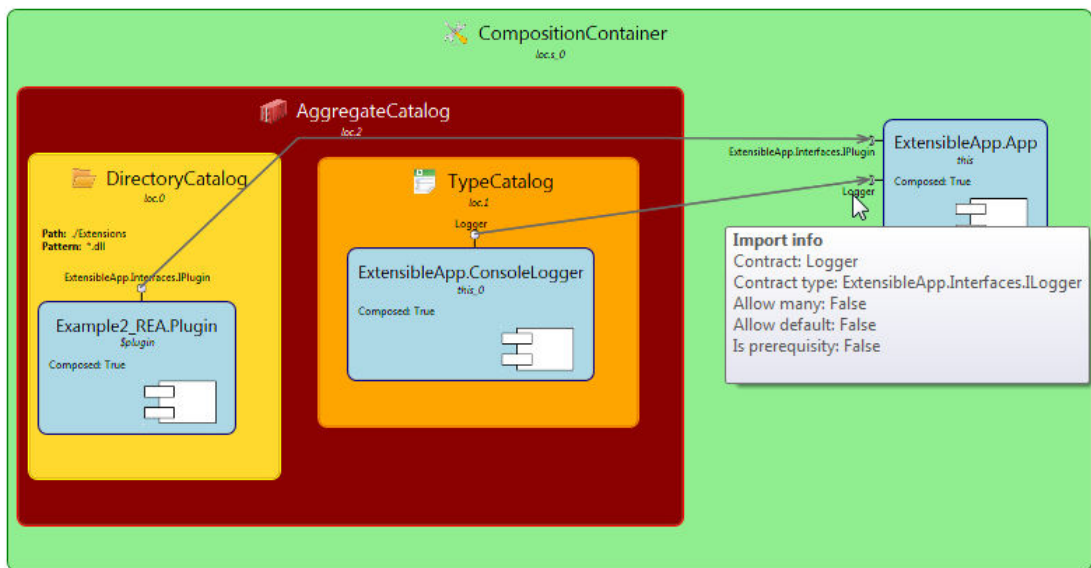 CompositionContainer
loc.s_0
AggregateCatalog
loc.2
DirectoryCatalog
loc.0
Path: ./Extensions
Pattern: *.dll
ExtensibleApp.Interfaces.IPlugin
Example2_REA.Plugin
$plugin
Composed: True
TypeCatalog
loc.1
Logger
ExtensibleApp.ConsoleLogger
this_0
Composed: True
ExtensibleApp.Interfaces.IPlugin
Logger
ExtensibleApp.App
this
Composed: True
Import info
Contract: Logger
Contract type: ExtensibleApp.Interfaces.ILogger
Allow many: False
Allow default: False
Is prerequisity: False